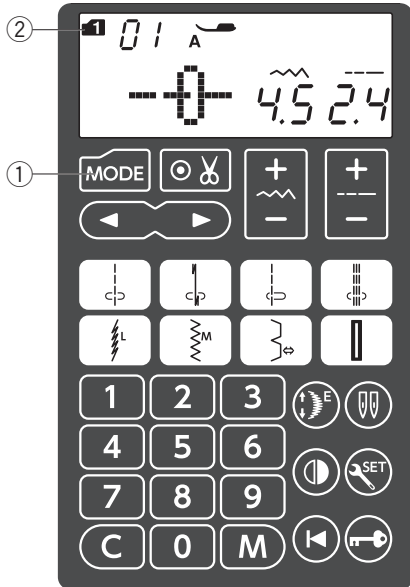 ② 1 01 A
4.5 2.4
① MODE + +
− −
L M
1 2 3 E
4 5 6
7 8 9 SET
C 0 M